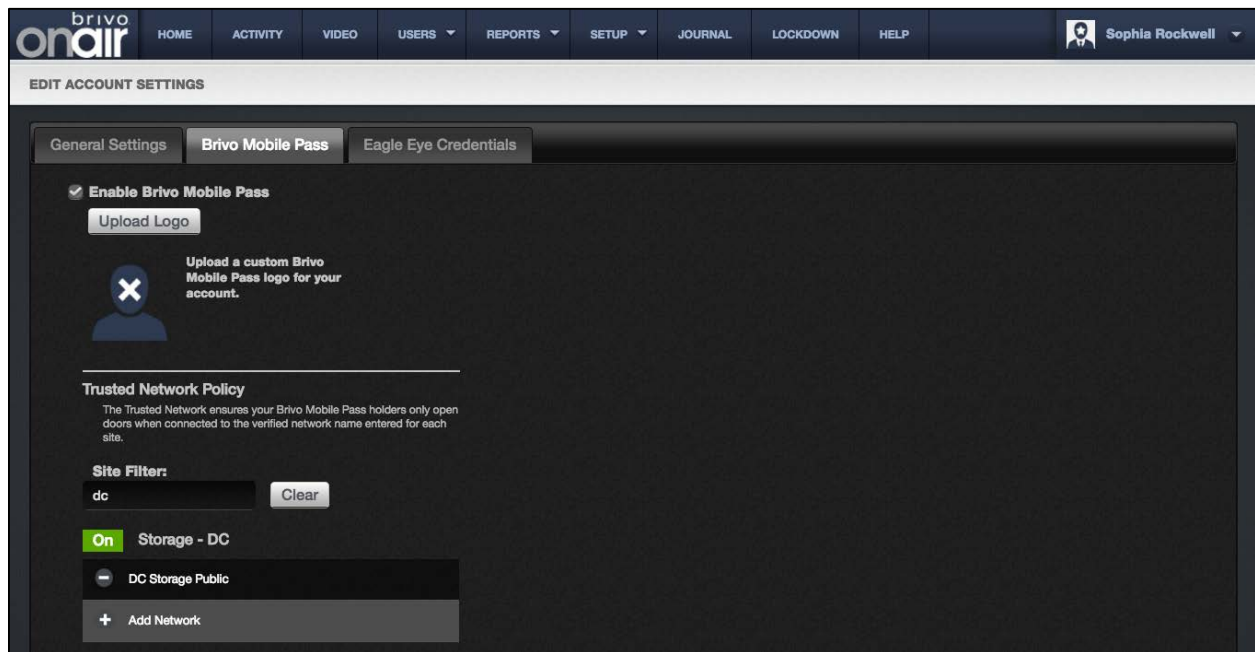 brivo
onair
HOME ACTIVITY VIDEO USERS REPORTS SETUP JOURNAL LOCKDOWN HELP Sophia Rockwell
EDIT ACCOUNT SETTINGS
General Settings Brivo Mobile Pass Eagle Eye Credentials
Enable Brivo Mobile Pass
Upload Logo
Upload a custom Brivo
Mobile Pass logo for your
account.
Trusted Network Policy
The Trusted Network ensures your Brivo Mobile Pass holders only open
doors when connected to the verified network name entered for each
site.
Site Filter:
dc Clear
On Storage - DC
DC Storage Public
Add Network